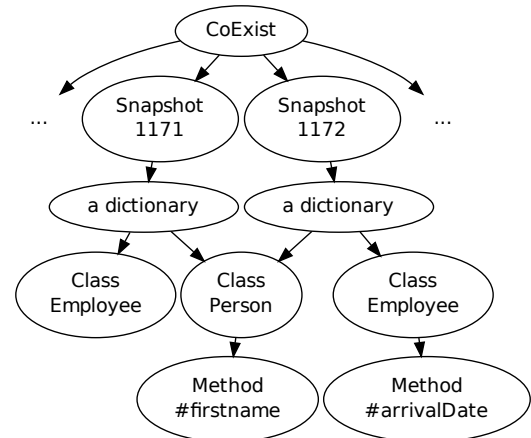 CoExist
...
Snapshot
1171
Snapshot
1172
...
a dictionary
a dictionary
Class
Employee
Class
Person
Class
Employee
Method
#firstname
Method
#arrivalDate